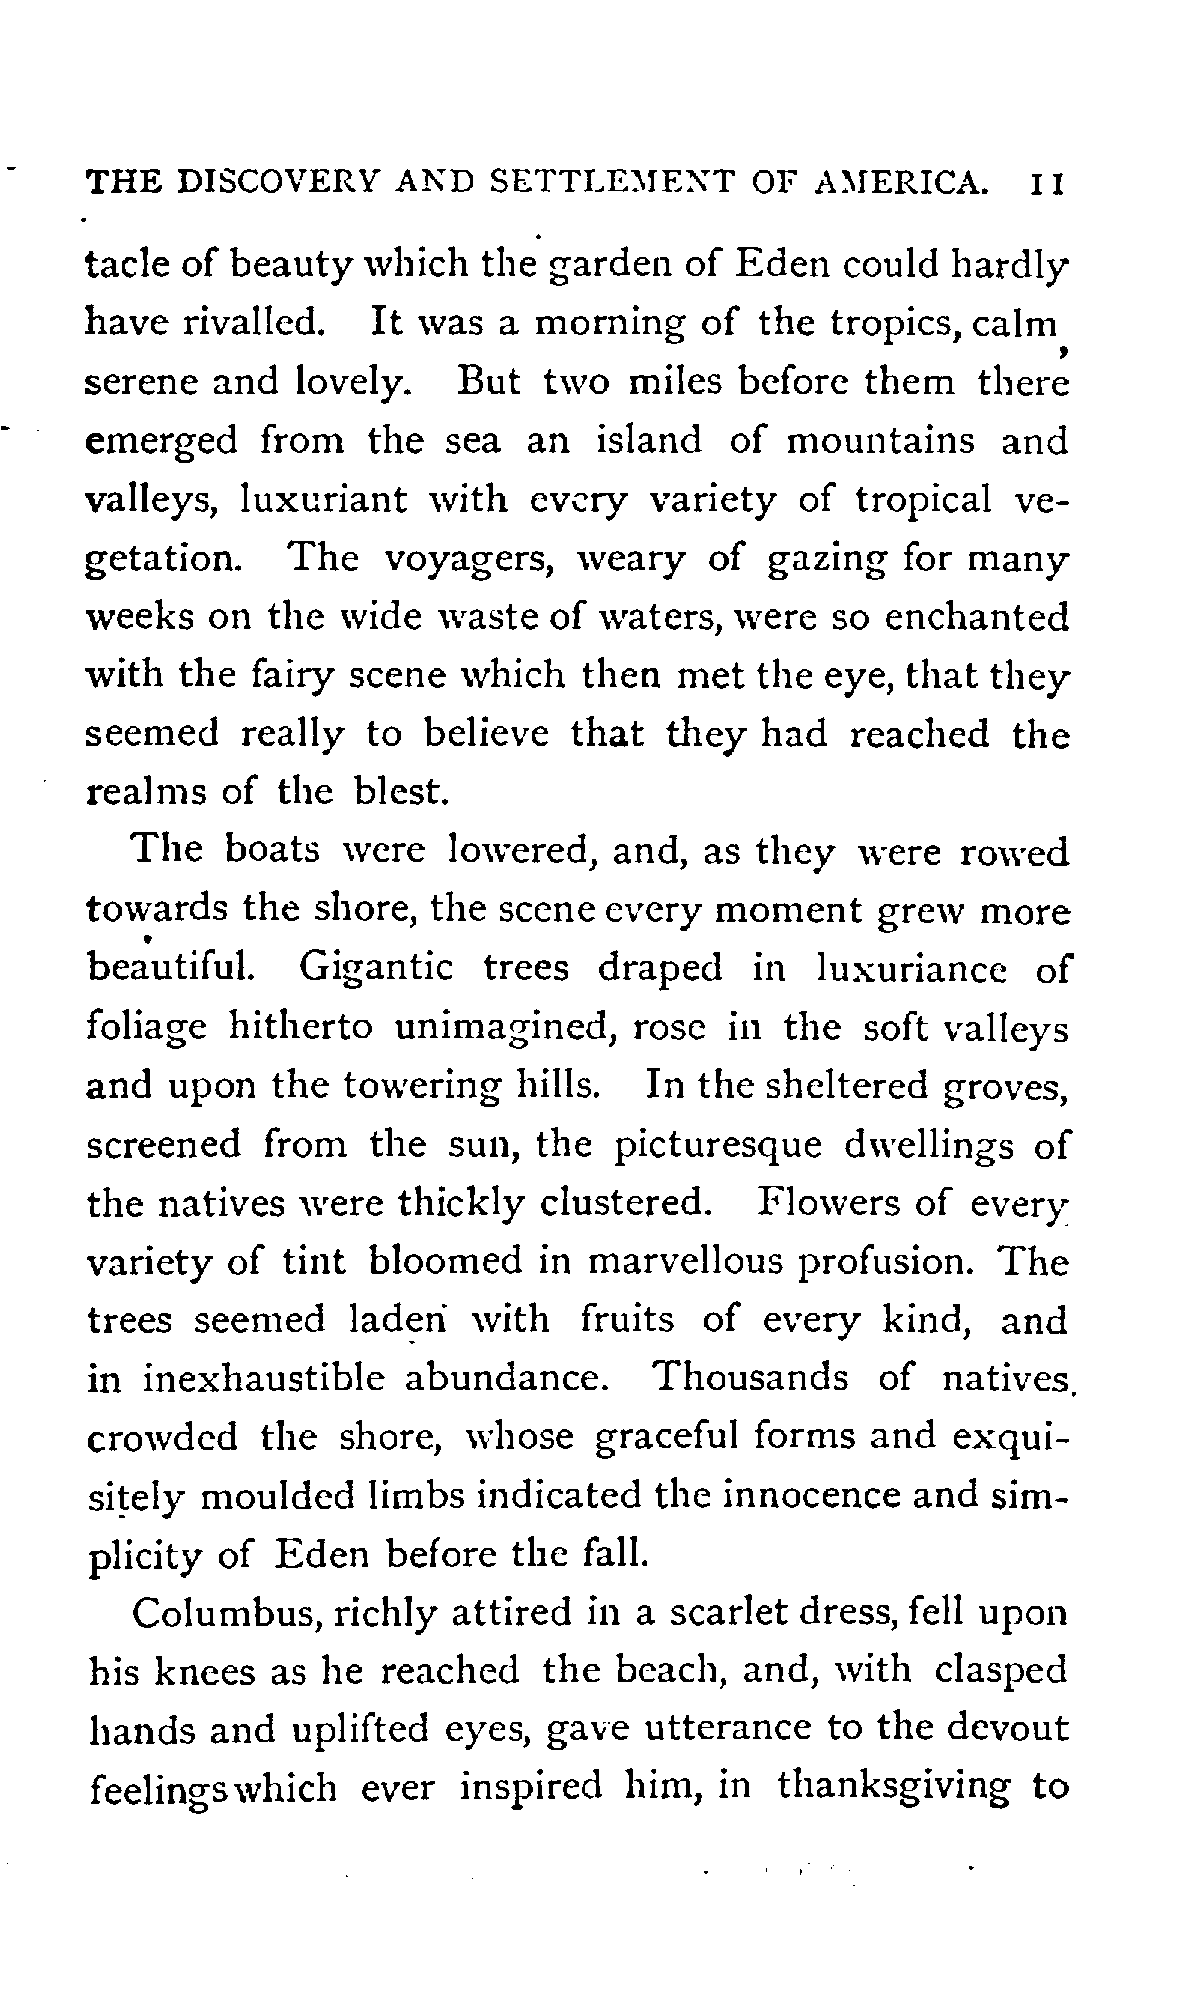 THE DISCOVERY AND SETTLEMENT OF AMERICA. 11
tacle of beauty which the garden of Eden could hardly
have rivalled. It was a morning of the tropics, calm,
serene and lovely. But two miles before them there
emerged from the sea an island of mountains and
valleys, luxuriant with every variety of tropical ve-
getation. The voyagers, weary of gazing for many
weeks on the wide waste of waters, were so enchanted
with the fairy scene which then met the eye, that they
seemed really to believe that they had reached the
realms of the blest.
The boats were lowered, and, as they were rowed
towards the shore, the scene every moment grew more
beautiful. Gigantic trees draped in luxuriance of
foliage hitherto unimagined, rose in the soft valleys
and upon the towering hills. In the sheltered groves,
screened from the sun, the picturesque dwellings of
the natives were thickly clustered. Flowers of every
variety of tint bloomed in marvellous profusion. The
trees seemed laden with fruits of every kind, and
in inexhaustible abundance. Thousands of natives
crowded the shore, whose graceful forms and exqui-
sitely moulded limbs indicated the innocence and sim-
plicity of Eden before the fall.
Columbus, richly attired in a scarlet dress, fell upon
his knees as he reached the beach, and, with clasped
hands and uplifted eyes, gave utterance to the devout
feelings which ever inspired him, in thanksgiving to